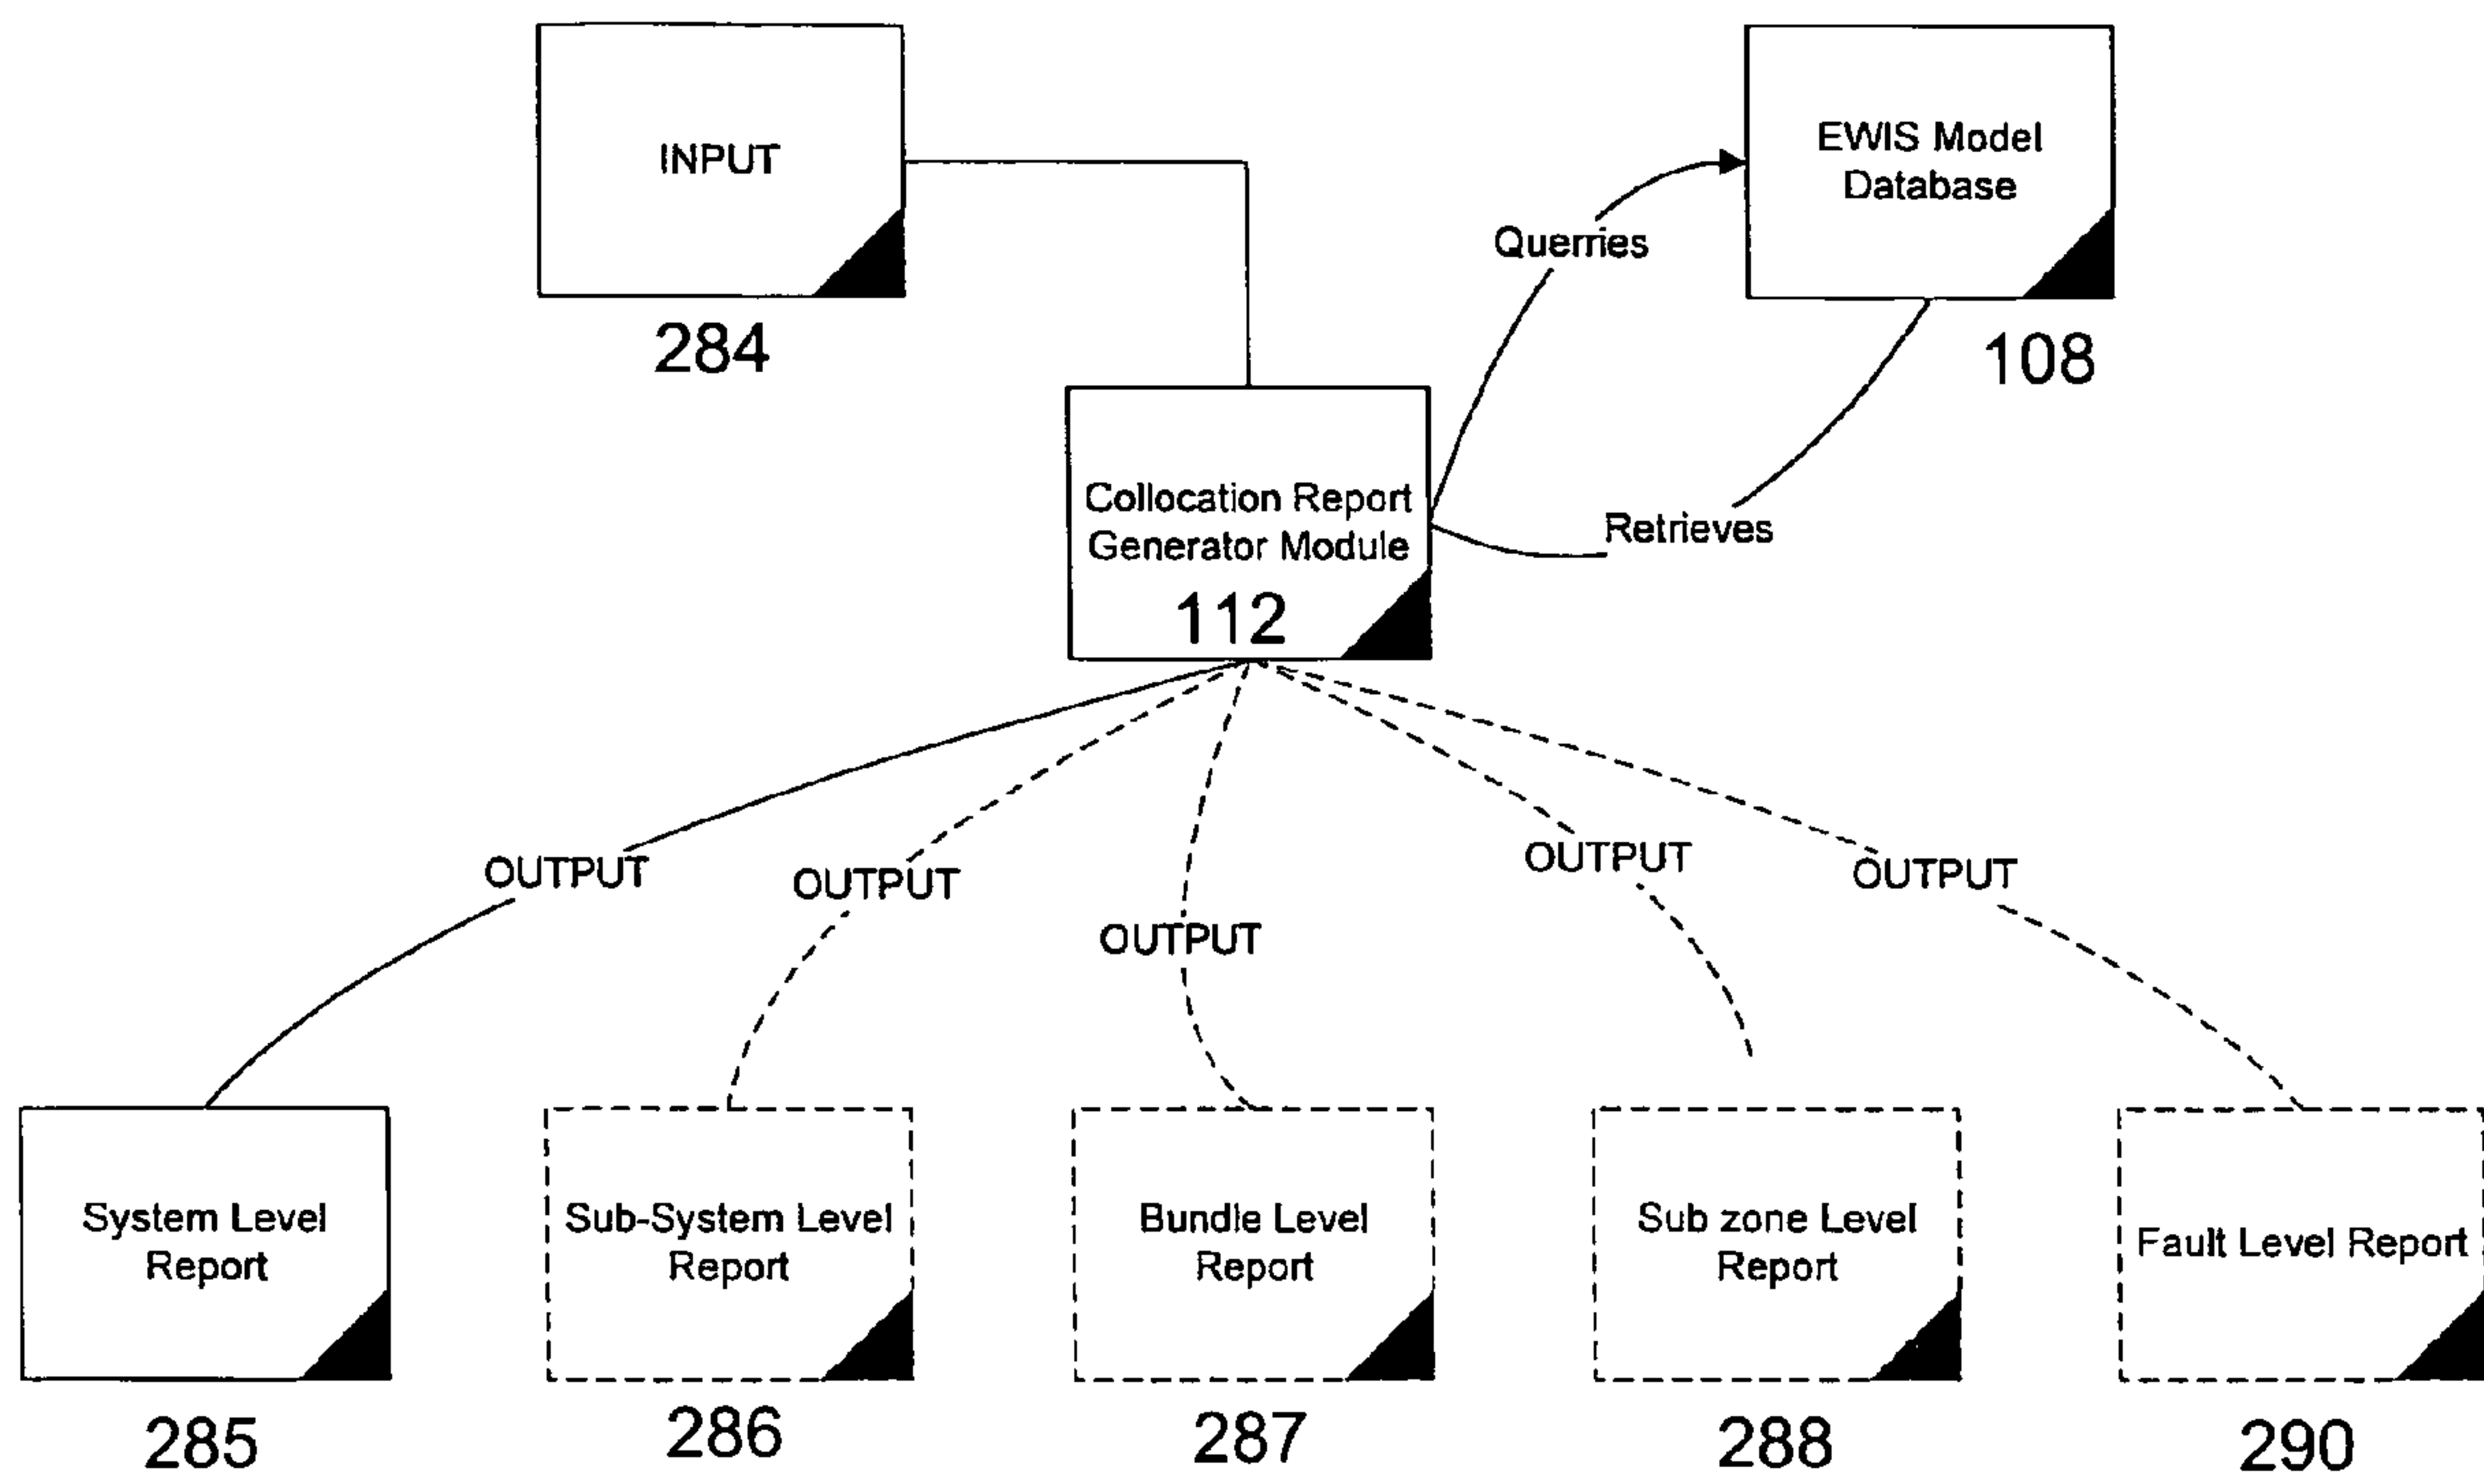 INPUT
284
EWIS Model
Database
108
Querries
Retrieves
Collocation Report
Generator Module
112
OUTPUT
OUTPUT
OUTPUT
OUTPUT
OUTPUT
System Level
Report
285
Sub-System Level
Report
286
Bundle Level
Report
287
Sub zone Level
Report
288
Fault Level Report
290